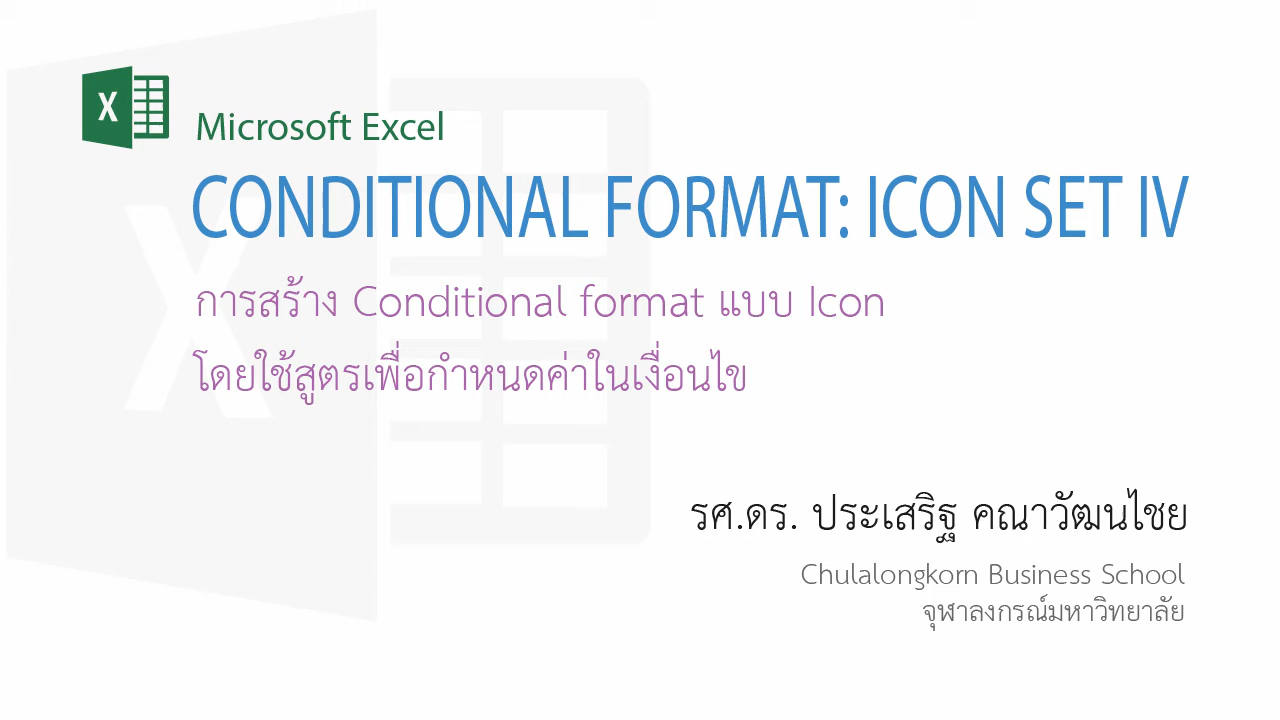 X
Microsoft Excel
CONDITIONAL FORMAT: ICON SET IV
การสร้าง Conditional format แบบ Icon
โดยใช้สูตรเพื่อกำหนดค่าในเงื่อนไข
รศ.ดร. ประเสริฐ คณาวัฒนไชย
Chulalongkorn Business School
จุฬาลงกรณ์มหาวิทยาลัย